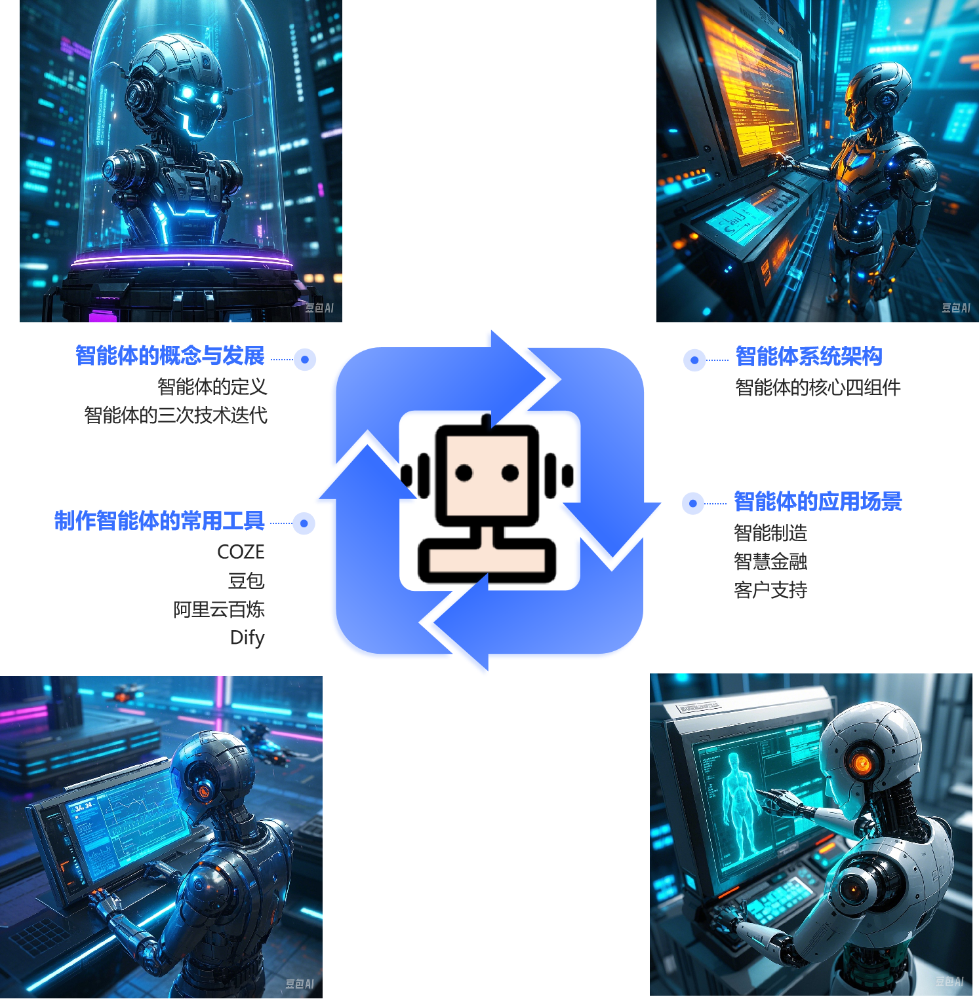 豆包AI
豆包AI
智能体的概念与发展
智能体的定义
智能体的三次技术迭代
智能体系统架构
智能体的核心四组件
制作智能体的常用工具
COZE
豆包
阿里云百炼
Dify
智能体的应用场景
智能制造
智慧金融
客户支持
34, 34
豆包AI
豆包AI